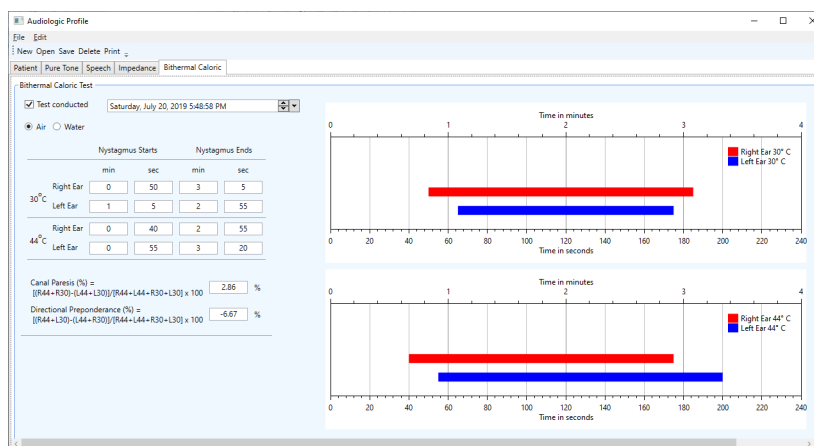 Audiologic Profile
File Edit
New Open Save Delete Print
Patient Pure Tone Speech Impedance Bithermal Caloric
Bithermal Caloric Test
Test conducted Saturday, July 20, 2019 5:48:58 PM
Air Water
Nystagmus Starts Nystagmus Ends
min sec min sec
30°C
Right Ear 0 50 3 5
Left Ear 1 5 2 55
44°C
Right Ear 0 40 2 55
Left Ear 0 55 3 20
Canal Paresis (%) =
[(R44+R30)-(L44+L30)]/[R44+L44+R30+L30] x 100 2.86 %
Directional Preponderance (%) =
[(R44+L30)-(L44+R30)]/[R44+L44+R30+L30] x 100 -6.67 %
Time in minutes
0 1 2 3 4
Right Ear 30° C
Left Ear 30° C
0 20 40 60 80 100 120 140 160 180 200 220 240
Time in seconds
Time in minutes
0 1 2 3 4
Right Ear 44° C
Left Ear 44° C
0 20 40 60 80 100 120 140 160 180 200 220 240
Time in seconds